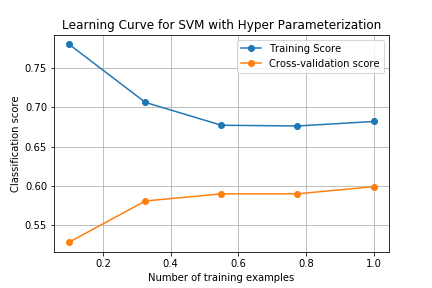 Learning Curve for SVM with Hyper Parameterization
Training Score
Cross-validation score
Classification score
0.75
0.70
0.65
0.60
0.55
0.2 0.4 0.6 0.8 1.0
Number of training examples